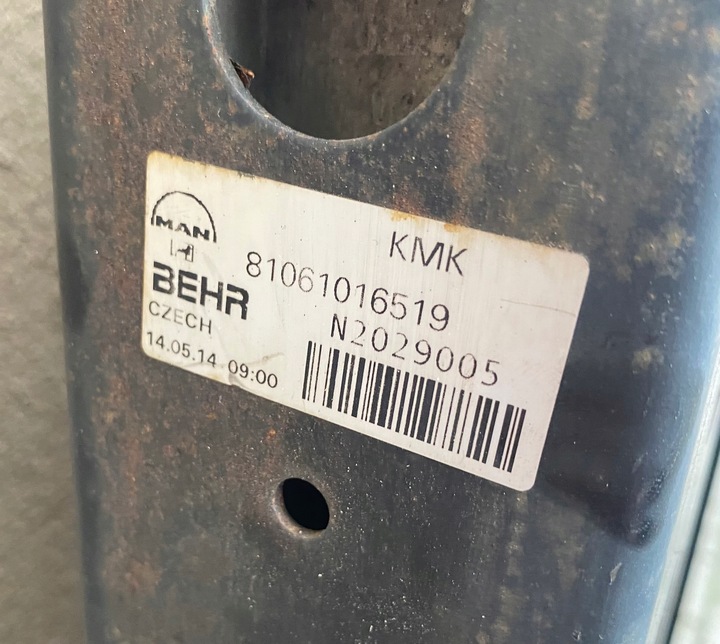 MAN
KMK
81061016519
BEHR
N2029005
CZECH
14.05.14 09:00